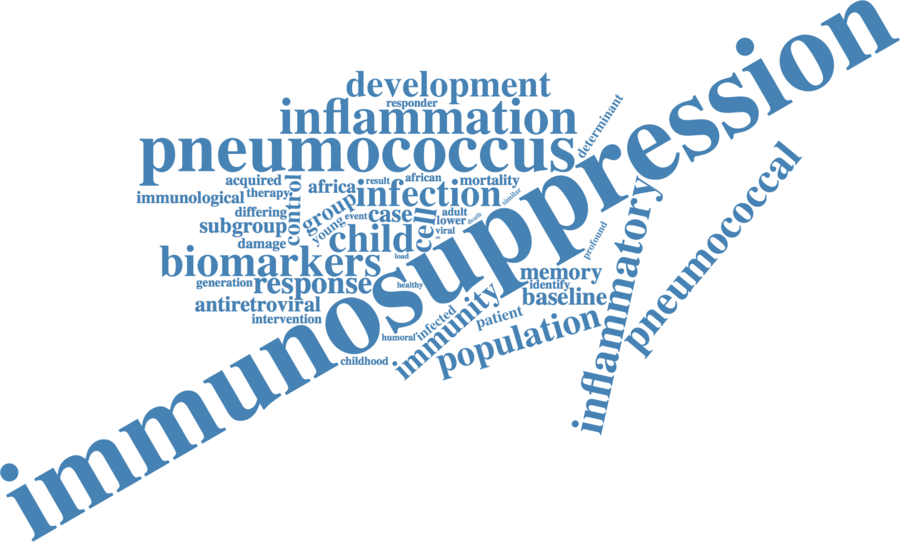 development
responder
inflammation
determinant
pneumococcus
immunosuppression
acquired
therapy
immunological
control
africa
result
african
mortality
infection
similar
group
differing
subgroup
young
event
case
cell
adult
lower
death
viral
damage
child
load
profound
inflammatory
pneumococcal
biomarkers
generation
response
healthy
memory
identify
baseline
antiretroviral
intervention
immunity
infected
humoral
patient
population
childhood